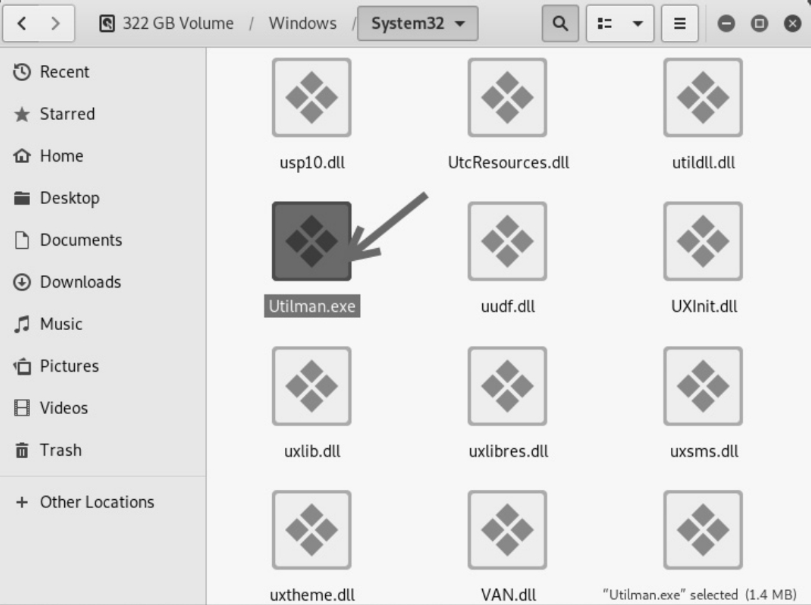 322 GB Volume / Windows / System32
Recent
Starred
Home
Desktop
Documents
Downloads
Music
Pictures
Videos
Trash
+ Other Locations
usp10.dll UtcResources.dll utildll.dll
Utilman.exe uudf.dll UXInit.dll
uxlib.dll uxlibres.dll uxsms.dll
uxtheme.dll VAN.dll "Utilman.exe" selected (1.4 MB)